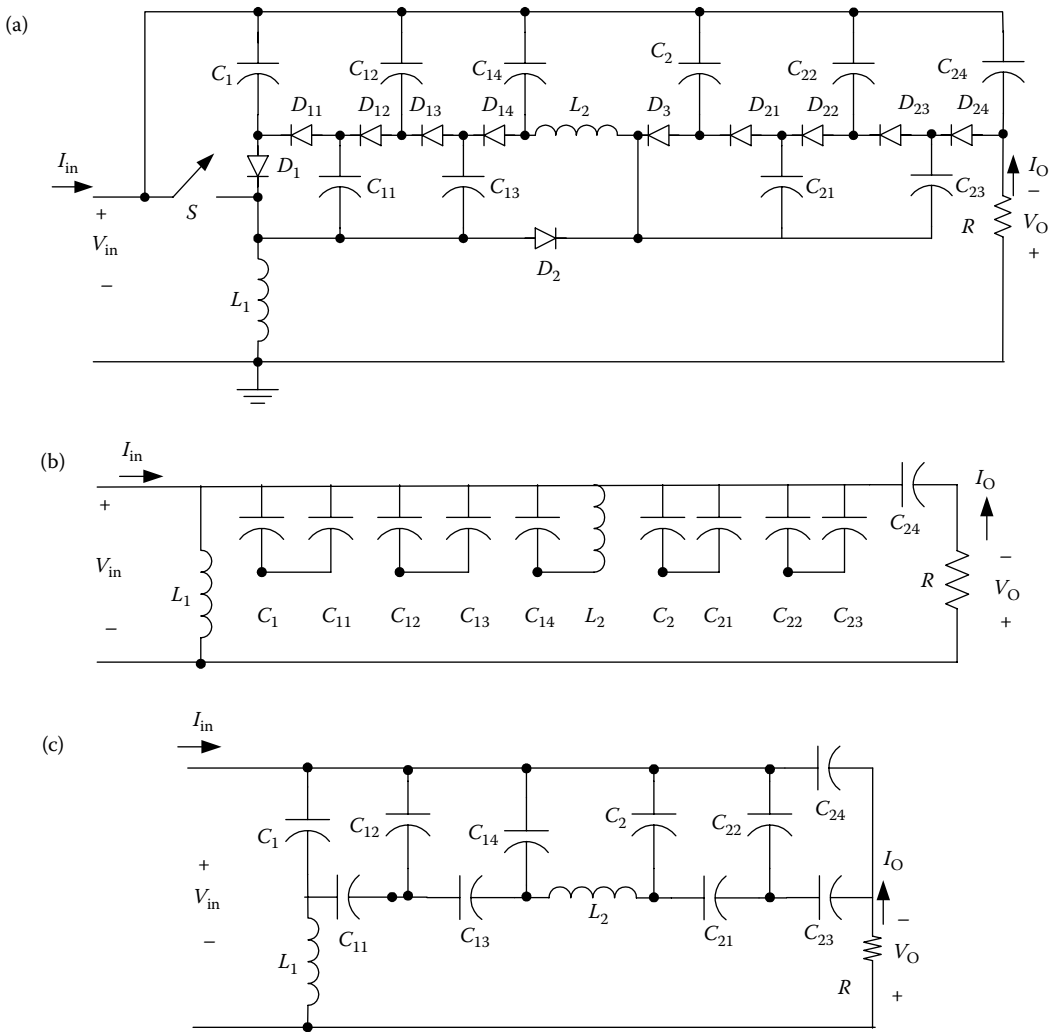 (a)
C1 C12 C14 C2 C22 C24
D11 D12 D13 D14 L2 D3 D21 D22 D23 D24
Iin D1 C11 C13 C21 C23 IO
+ S R − VO +
Vin D2
−
L1
(b) Iin
+ C24 IO
Vin L1 R − VO +
−
C1 C11 C12 C13 C14 L2 C2 C21 C22 C23
(c) Iin
C1 C12 C14 C2 C22 C24
+ IO
Vin C11 C13 L2 C21 C23 −
− L1 VO
R +